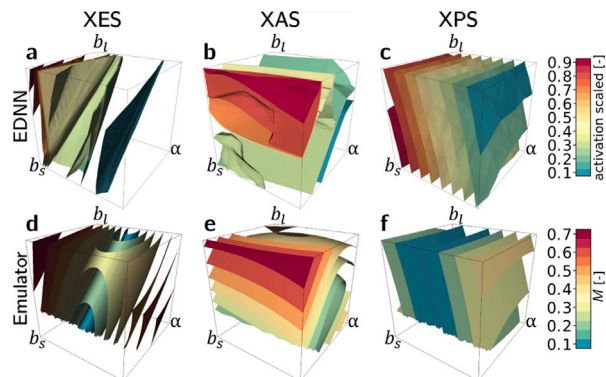 XES XAS XPS
a b c
b_l b_l b_l
EDNN
b_s b_s b_s
α α α
0.9
0.8
0.7
0.6
0.5
0.4
0.3
0.2
0.1
activation scaled [-]
d e f
b_l b_l b_l
Emulator
b_s b_s b_s
α α α
0.7
0.6
0.5
0.4
0.3
0.2
0.1
M [-]